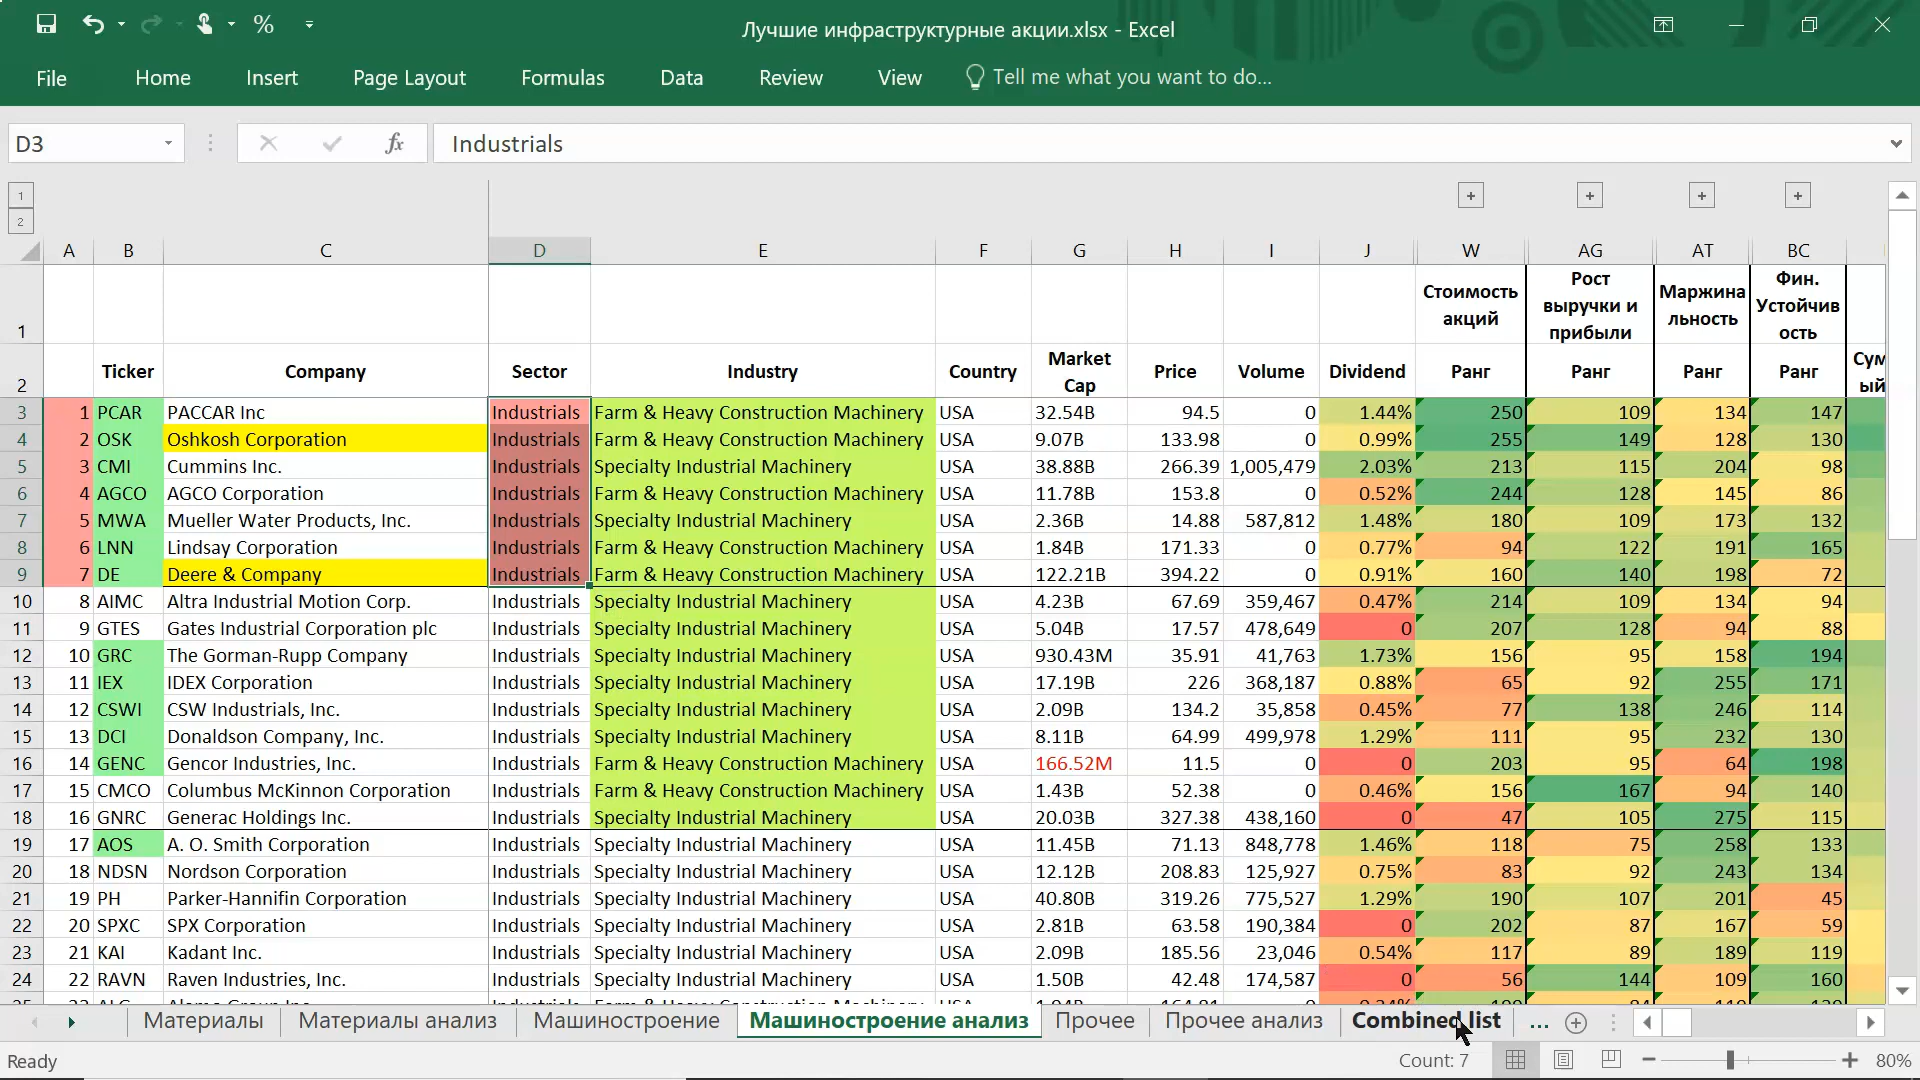 Лучшие инфраструктурные акции.xlsx - Excel
File Home Insert Page Layout Formulas Data Review View Tell me what you want to do...
D3 fx Industrials
1
2
A B C D E F G H I J W AG AT BC
1 Стоимость акций Рост выручки и прибыли Маржинальность Фин. Устойчивость
2 Ticker Company Sector Industry Country Market Cap Price Volume Dividend Ранг Ранг Ранг Ранг
3 1 PCAR PACCAR Inc Industrials Farm & Heavy Construction Machinery USA 32.54B 94.5 0 1.44% 250 109 134 147
4 2 OSK Oshkosh Corporation Industrials Farm & Heavy Construction Machinery USA 9.07B 133.98 0 0.99% 255 149 128 130
5 3 CMI Cummins Inc. Industrials Specialty Industrial Machinery USA 38.88B 266.39 1,005,479 2.03% 213 115 204 98
6 4 AGCO AGCO Corporation Industrials Farm & Heavy Construction Machinery USA 11.78B 153.8 0 0.52% 244 128 145 86
7 5 MWA Mueller Water Products, Inc. Industrials Specialty Industrial Machinery USA 2.36B 14.88 587,812 1.48% 180 109 173 132
8 6 LNN Lindsay Corporation Industrials Farm & Heavy Construction Machinery USA 1.84B 171.33 0 0.77% 94 122 191 165
9 7 DE Deere & Company Industrials Farm & Heavy Construction Machinery USA 122.21B 394.22 0 0.91% 160 140 198 72
10 8 AIMC Altra Industrial Motion Corp. Industrials Specialty Industrial Machinery USA 4.23B 67.69 359,467 0.47% 214 109 134 94
11 9 GTES Gates Industrial Corporation plc Industrials Specialty Industrial Machinery USA 5.04B 17.57 478,649 0 207 128 94 88
12 10 GRC The Gorman-Rupp Company Industrials Specialty Industrial Machinery USA 930.43M 35.91 41,763 1.73% 156 95 158 194
13 11 IEX IDEX Corporation Industrials Specialty Industrial Machinery USA 17.19B 226 368,187 0.88% 65 92 255 171
14 12 CSWI CSW Industrials, Inc. Industrials Specialty Industrial Machinery USA 2.09B 134.2 35,858 0.45% 77 138 246 114
15 13 DCI Donaldson Company, Inc. Industrials Specialty Industrial Machinery USA 8.11B 64.99 499,978 1.29% 111 95 232 130
16 14 GENC Gencor Industries, Inc. Industrials Farm & Heavy Construction Machinery USA 166.52M 11.5 0 0 203 95 64 198
17 15 CMCO Columbus McKinnon Corporation Industrials Farm & Heavy Construction Machinery USA 1.43B 52.38 0 0.46% 156 167 94 140
18 16 GNRC Generac Holdings Inc. Industrials Specialty Industrial Machinery USA 20.03B 327.38 438,160 0 47 105 275 115
19 17 AOS A. O. Smith Corporation Industrials Specialty Industrial Machinery USA 11.45B 71.13 848,778 1.46% 118 75 258 133
20 18 NDSN Nordson Corporation Industrials Specialty Industrial Machinery USA 12.12B 208.83 125,927 0.75% 83 92 243 134
21 19 PH Parker-Hannifin Corporation Industrials Specialty Industrial Machinery USA 40.80B 319.26 775,527 1.29% 190 107 201 45
22 20 SPXC SPX Corporation Industrials Specialty Industrial Machinery USA 2.81B 63.58 190,384 0 202 87 167 59
23 21 KAI Kadant Inc. Industrials Specialty Industrial Machinery USA 2.09B 185.56 23,046 0.54% 117 89 189 119
24 22 RAVN Raven Industries, Inc. Industrials Specialty Industrial Machinery USA 1.50B 42.48 174,587 0 56 144 109 160
Материалы Материалы анализ Машиностроение Машиностроение анализ Прочее Прочее анализ Combined list ...
Ready Count: 7 80%